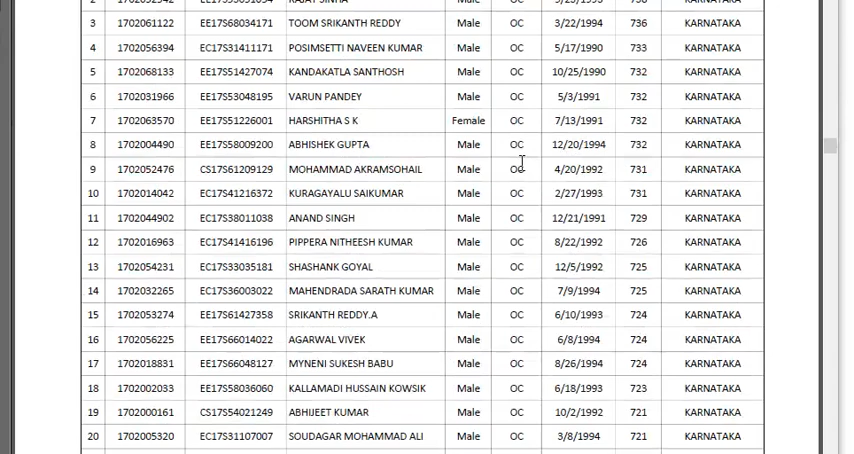 3 1702061122 EE17S68034171 TOOM SRIKANTH REDDY Male OC 3/22/1994 736 KARNATAKA
4 1702056394 EC17S31411171 POSIMSETTI NAVEEN KUMAR Male OC 5/17/1990 733 KARNATAKA
5 1702068133 EE17S51427074 KANDAKATLA SANTHOSH Male OC 10/25/1990 732 KARNATAKA
6 1702031966 EE17S53048195 VARUN PANDEY Male OC 5/3/1991 732 KARNATAKA
7 1702063570 EE17S51226001 HARSHITHA S K Female OC 7/13/1991 732 KARNATAKA
8 1702004490 EE17S58009200 ABHISHEK GUPTA Male OC 12/20/1994 732 KARNATAKA
9 1702052476 CS17S61209129 MOHAMMAD AKRAMSOHAIL Male OC 4/20/1992 731 KARNATAKA
10 1702014042 EC17S41216372 KURAGAYALU SAIKUMAR Male OC 2/27/1993 731 KARNATAKA
11 1702044902 EC17S38011038 ANAND SINGH Male OC 12/21/1991 729 KARNATAKA
12 1702016963 EC17S41416196 PIPPERA NITHEESH KUMAR Male OC 8/22/1992 726 KARNATAKA
13 1702054231 EC17S33035181 SHASHANK GOYAL Male OC 12/5/1992 725 KARNATAKA
14 1702032265 EC17S36003022 MAHENDRADA SARATH KUMAR Male OC 7/9/1994 725 KARNATAKA
15 1702053274 EE17S61427358 SRIKANTH REDDY.A Male OC 6/10/1993 724 KARNATAKA
16 1702056225 EE17S66014022 AGARWAL VIVEK Male OC 6/8/1994 724 KARNATAKA
17 1702018831 EE17S66048127 MYNENI SUKESH BABU Male OC 8/26/1994 724 KARNATAKA
18 1702002033 EE17S58036060 KALLAMADI HUSSAIN KOWSIK Male OC 6/18/1993 723 KARNATAKA
19 1702000161 CS17S54021249 ABHIJEET KUMAR Male OC 10/2/1992 721 KARNATAKA
20 1702005320 EC17S31107007 SOUDAGAR MOHAMMAD ALI Male OC 3/8/1994 721 KARNATAKA